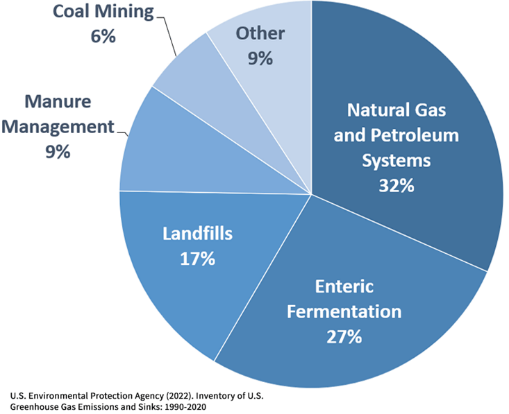 Coal Mining
6%
Other
9%
Manure
Management
9%
Natural Gas
and Petroleum
Systems
32%
Landfills
17%
Enteric
Fermentation
27%
U.S. Environmental Protection Agency (2022). Inventory of U.S.
Greenhouse Gas Emissions and Sinks: 1990-2020